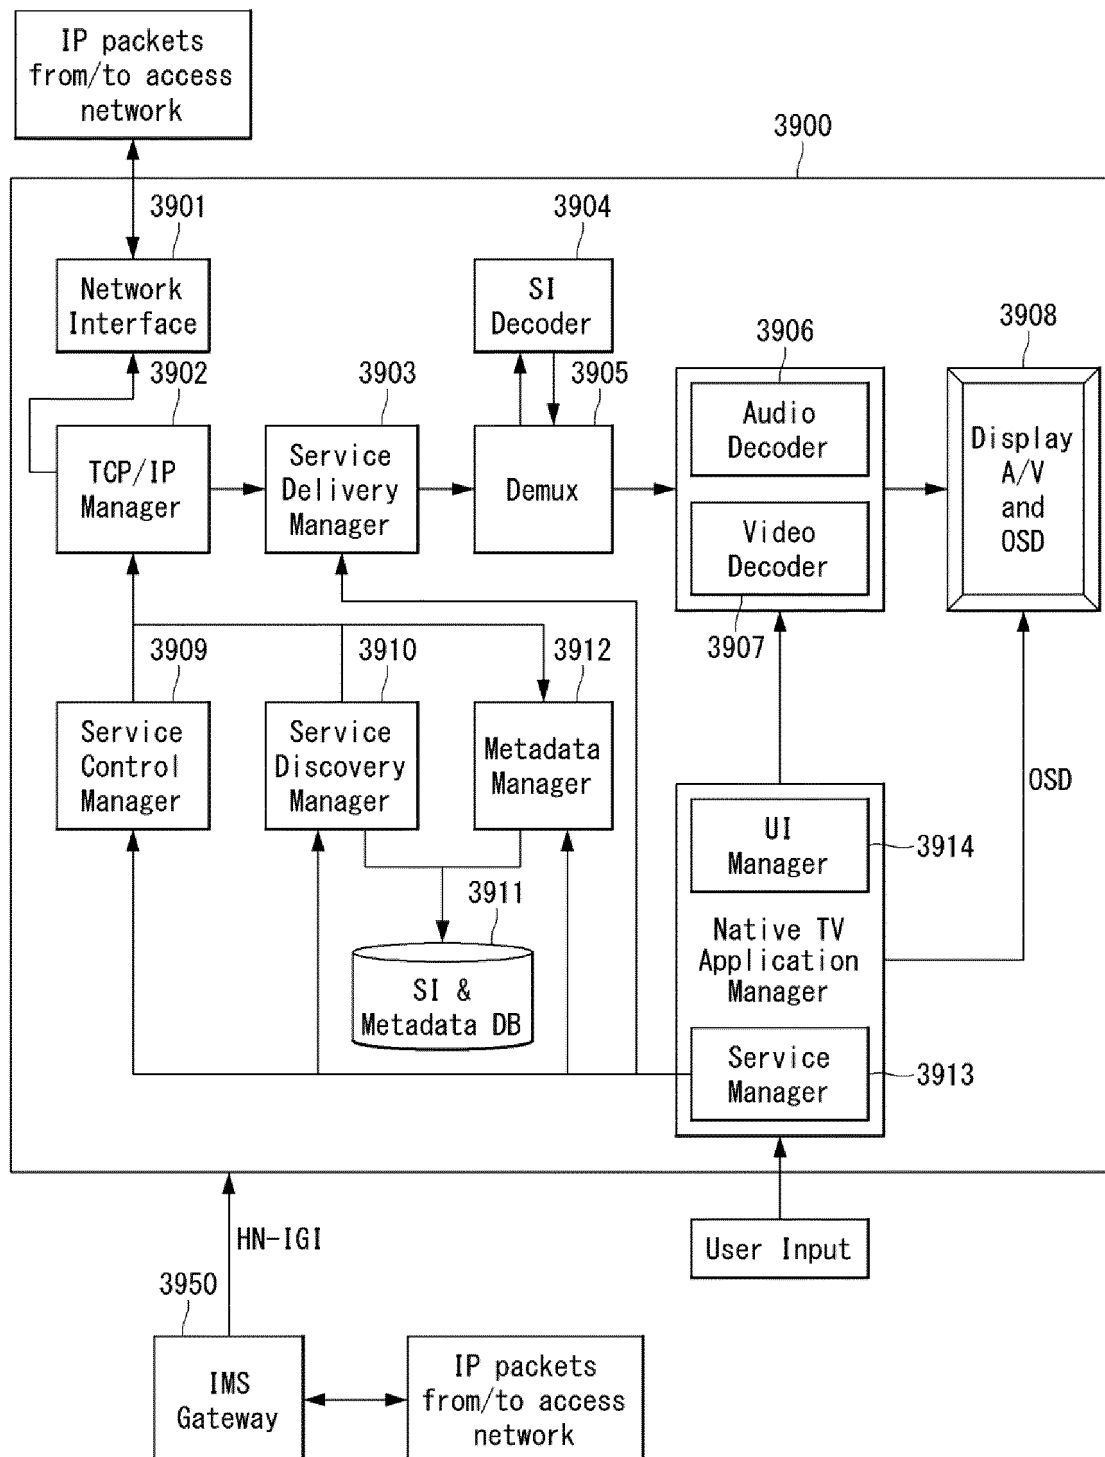 IP packets
from/to access
network
3900
3901
Network
Interface
3904
SI
Decoder
3902
TCP/IP
Manager
3903
Service
Delivery
Manager
3905
Demux
3906
Audio
Decoder
Video
Decoder
3907
3908
Display
A/V
and
OSD
3909
Service
Control
Manager
3910
Service
Discovery
Manager
3912
Metadata
Manager
3911
SI &
Metadata DB
UI
Manager
3914
Native TV
Application
Manager
Service
Manager
3913
OSD
User Input
HN-IGI
3950
IMS
Gateway
IP packets
from/to access
network